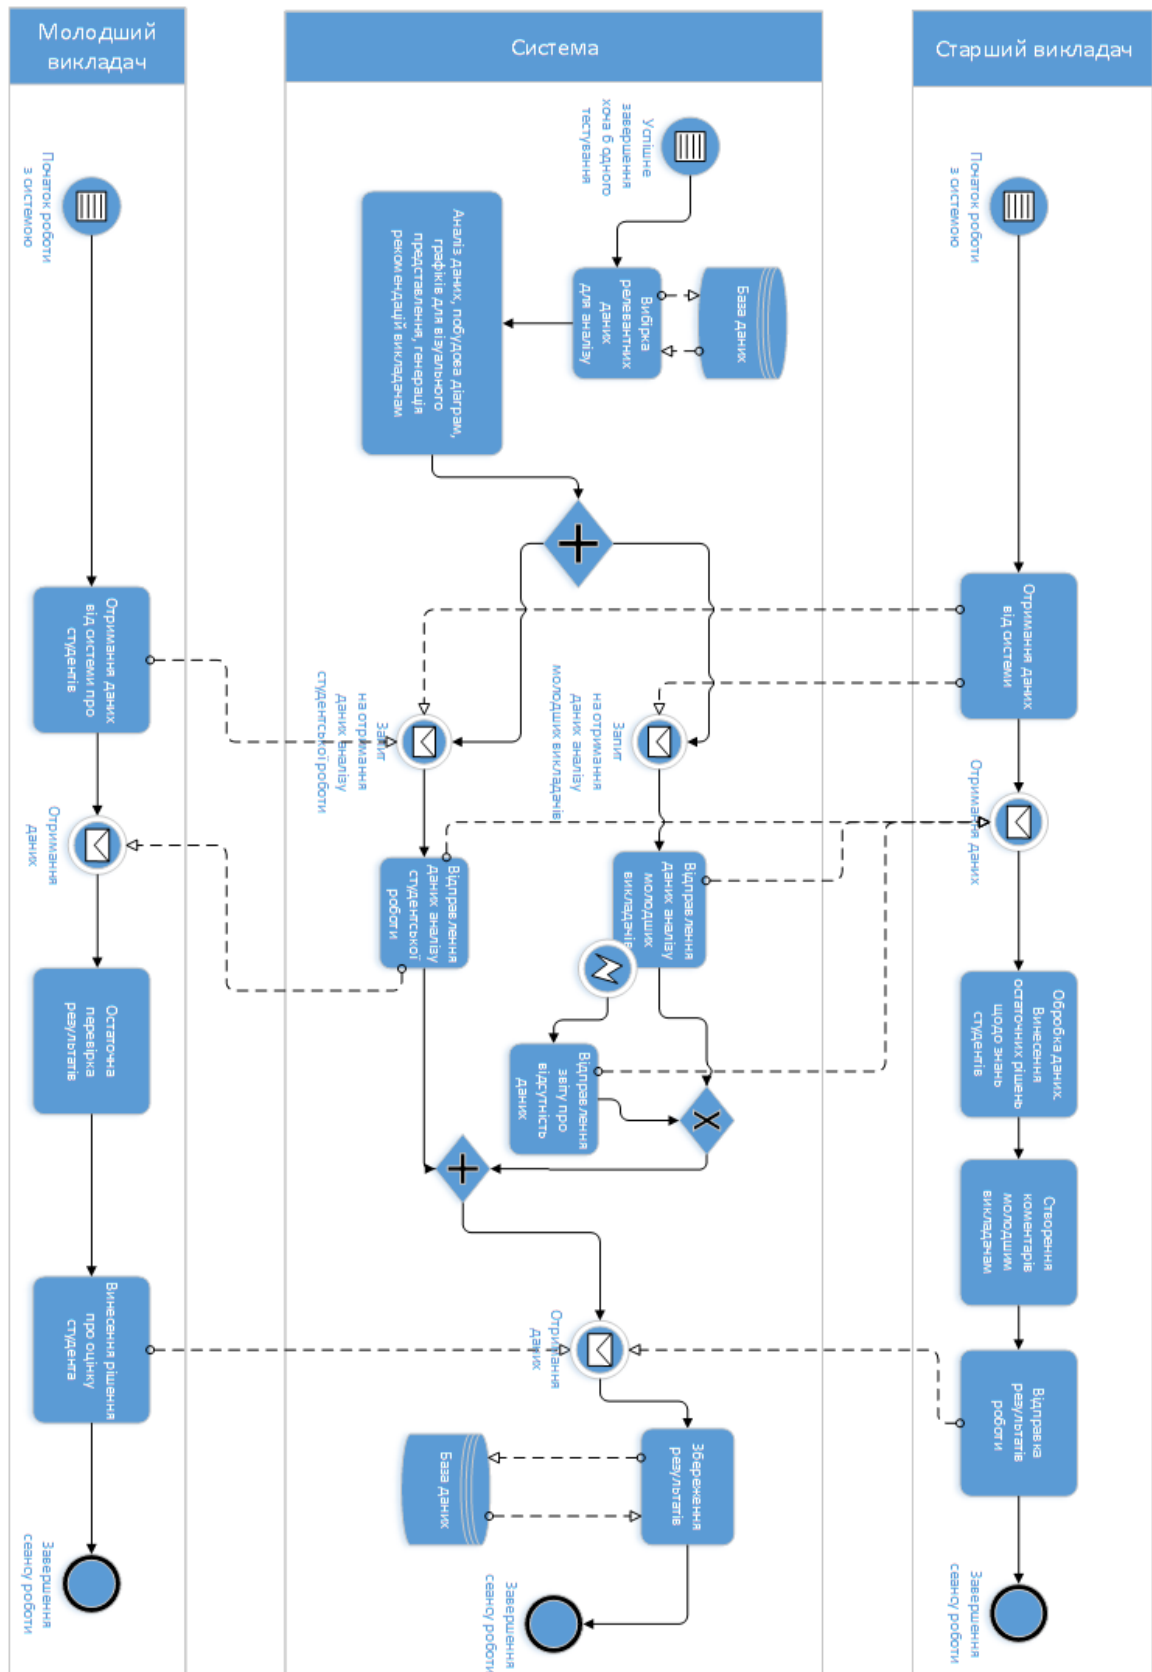 Молодший
викладач
Система
Старший викладач
Початок роботи
з системою
Отримання даних
від системи про
студентів
Отримання
даних
Остаточна
перевірка
результатів
Винесення рішення
про оцінку
студента
Завершення
сеансу роботи
Успішне
завершення
хоча б одного
тестування
Вибірка
релевантних
даних
для аналізу
База даних
Аналіз даних, побудова діаграм,
графіків для візуального
представлення, генерація
рекомендацій викладачам
Запит
на отримання
даних аналізу
молодших викладачів
Запит
на отримання
даних аналізу
студентської роботи
Відправлення
даних аналізу
молодших
викладачів
Відправлення
даних аналізу
студентської
роботи
Відправлення
звіту про
відсутність
даних
Отримання
даних
Збереження
результатів
База даних
Завершення
сеансу роботи
Початок роботи
з системою
Отримання даних
від системи
Отримання даних
Обробка даних.
Винесення
остаточних рішень
щодо знань
студентів
Створення
коментарів
молодшим
викладачам
Відправка
результатів
роботи
Завершення
сеансу роботи